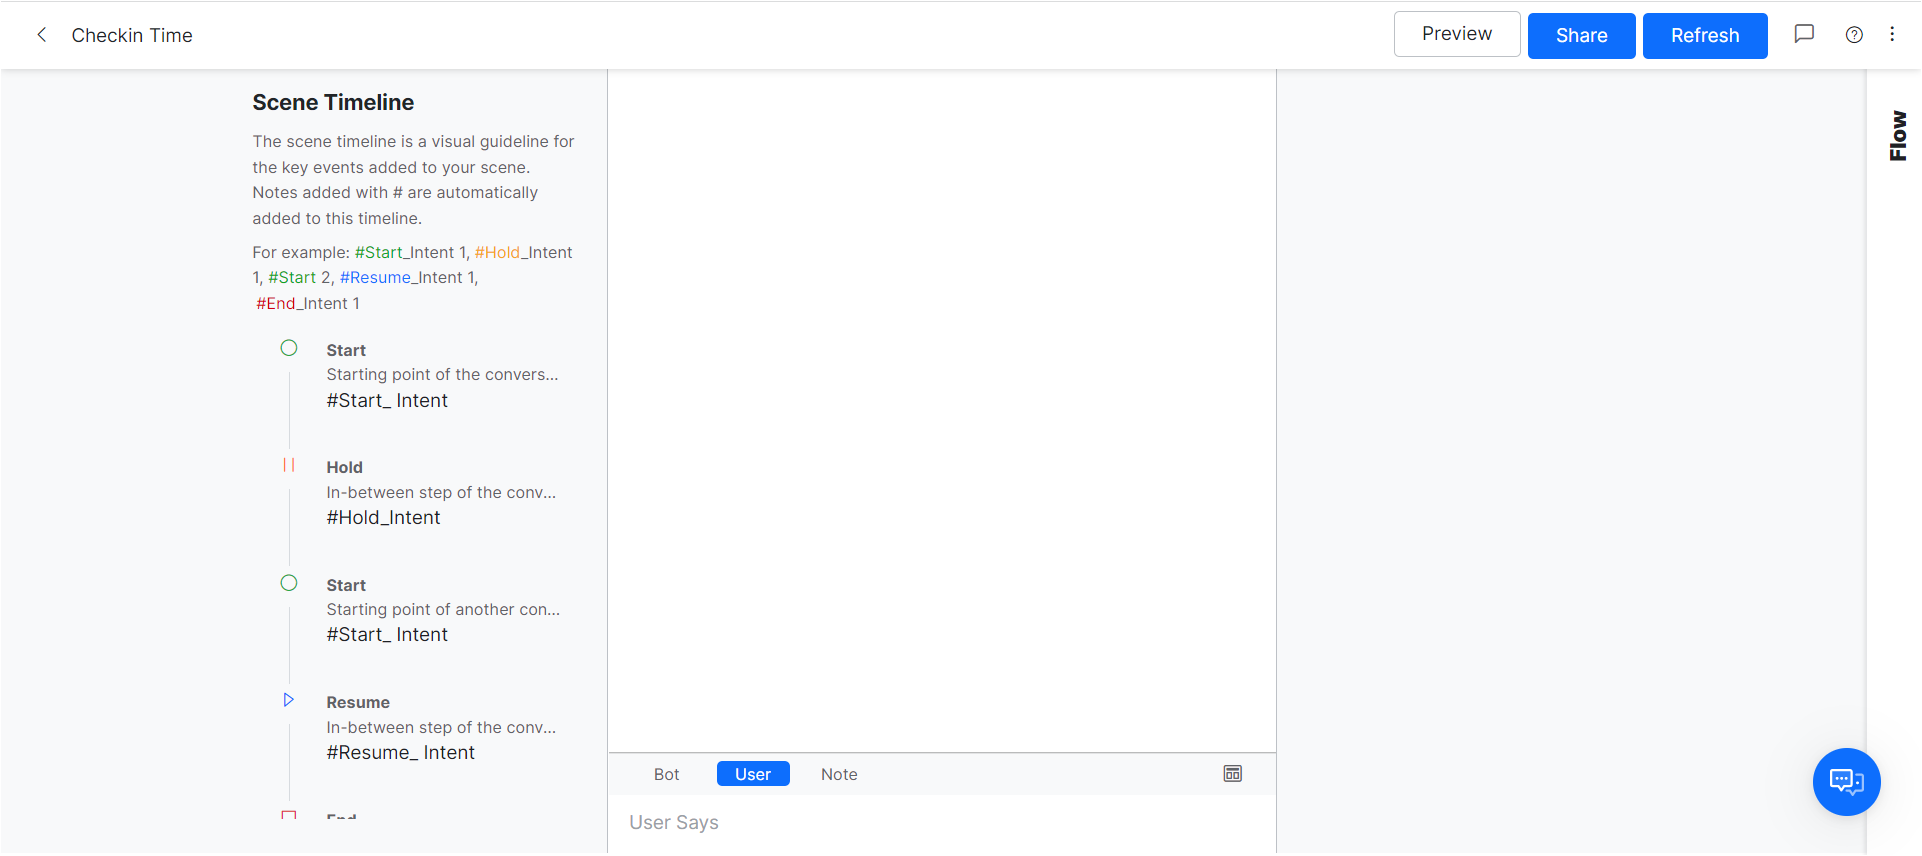 Checkin Time
Preview
Share
Refresh
Scene Timeline
The scene timeline is a visual guideline for
the key events added to your scene.
Notes added with # are automatically
added to this timeline.
For example: #Start_Intent 1, #Hold_Intent
1, #Start 2, #Resume_Intent 1,
#End_Intent 1
Start
Starting point of the convers...
#Start_ Intent
Hold
In-between step of the conv...
#Hold_Intent
Start
Starting point of another con...
#Start_ Intent
Resume
In-between step of the conv...
#Resume_ Intent
End
Bot
User
Note
User Says
Flow